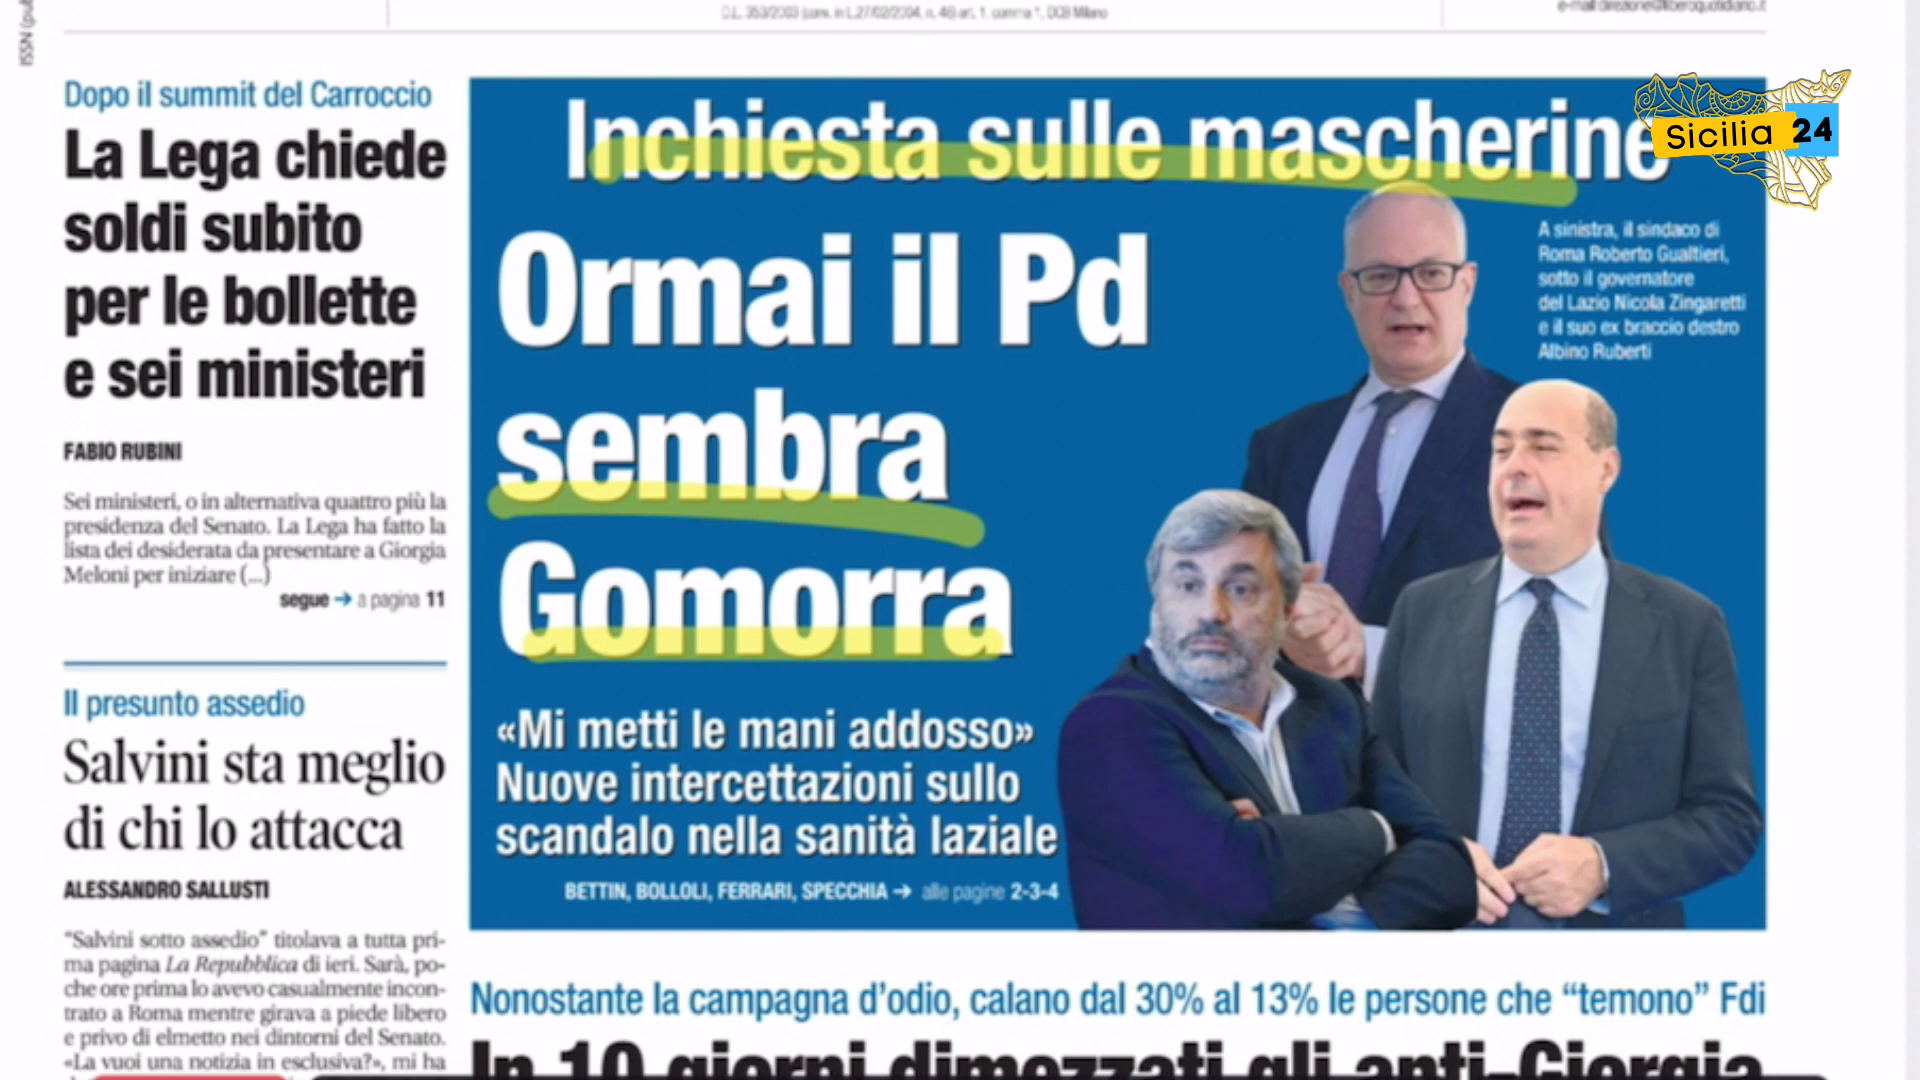 D.L. 353/2003 (conv. in L.27/02/2004, n. 46) art. 1, comma 1, DCB Milano
e-mail:direzione@liberoquotidiano.it
ISSN
Dopo il summit del Carroccio
La Lega chiede
soldi subito
per le bollette
e sei ministeri
FABIO RUBINI
Sei ministeri, o in alternativa quattro più la
presidenza del Senato. La Lega ha fatto la
lista dei desiderata da presentare a Giorgia
Meloni per iniziare (...)
segue → a pagina 11
Il presunto assedio
Salvini sta meglio
di chi lo attacca
ALESSANDRO SALLUSTI
“Salvini sotto assedio” titolava a tutta pri-
ma pagina La Repubblica di ieri. Sarà, po-
che ore prima lo avevo casualmente incon-
trato a Roma mentre girava a piede libero
e privo di elmetto nei dintorni del Senato.
«La vuoi una notizia in esclusiva?», mi ha
Inchiesta sulle mascherine
Ormai il Pd
sembra
Gomorra
«Mi metti le mani addosso»
Nuove intercettazioni sullo
scandalo nella sanità laziale
BETTIN, BOLLOLI, FERRARI, SPECCHIA → alle pagine 2-3-4
A sinistra, il sindaco di
Roma Roberto Gualtieri,
sotto il governatore
del Lazio Nicola Zingaretti
e il suo ex braccio destro
Albino Ruberti
Sicilia 24
Nonostante la campagna d’odio, calano dal 30% al 13% le persone che “temono” Fdi
In 10 giorni dimezzati gli anti-Giorgia